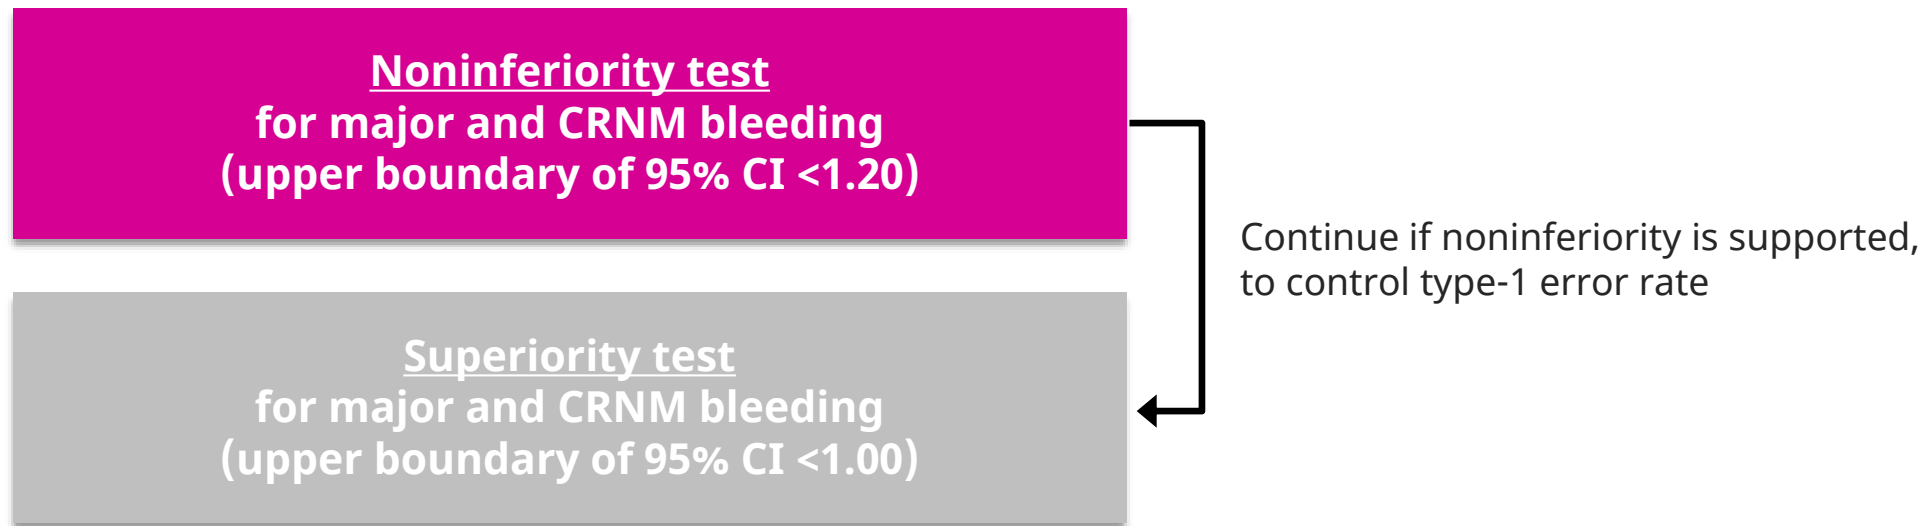 Noninferiority test
for major and CRNM bleeding
(upper boundary of 95% CI <1.20)
Continue if noninferiority is supported,
to control type-1 error rate
Superiority test
for major and CRNM bleeding
(upper boundary of 95% CI <1.00)